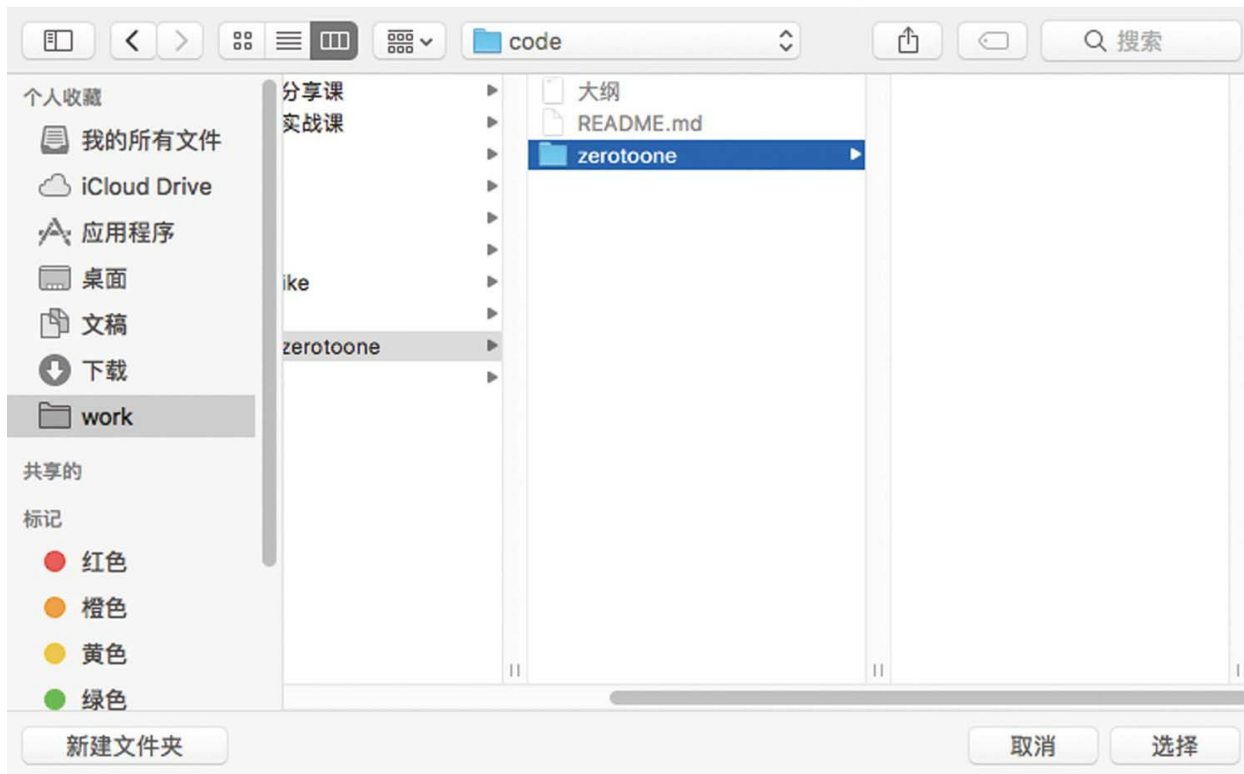 code
搜索
个人收藏
我的所有文件
iCloud Drive
应用程序
桌面
文稿
下载
work
共享的
标记
红色
橙色
黄色
绿色
分享课
实战课
ike
zerotoone
大纲
README.md
zerotoone
新建文件夹
取消
选择